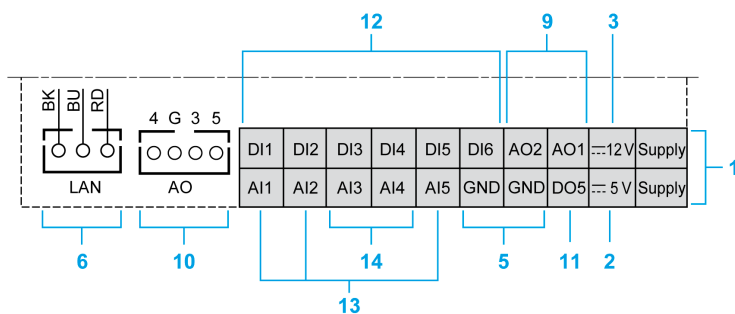 12 9 3
BK BU RD
4 G 3 5
DI1 DI2 DI3 DI4 DI5 DI6 AO2 AO1 ⎓12 V Supply
1
AI1 AI2 AI3 AI4 AI5 GND GND DO5 ⎓ 5 V Supply
LAN AO
6 10 14 5 11 2
13